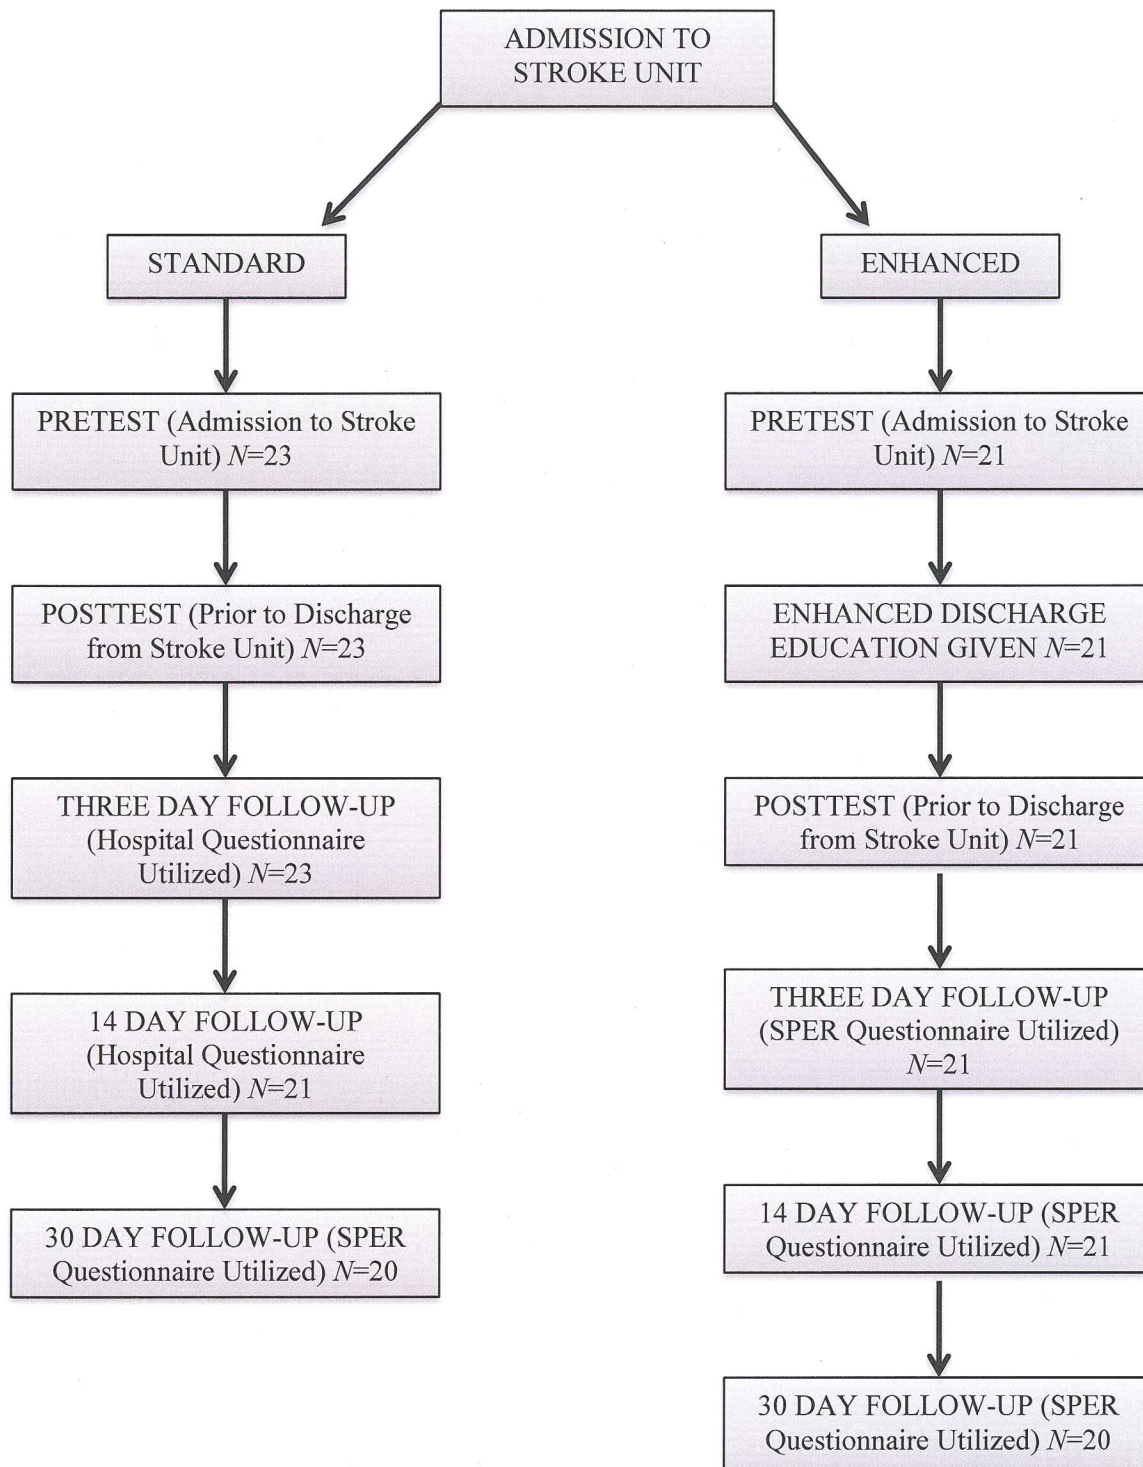 ADMISSION TO
STROKE UNIT
STANDARD
PRETEST (Admission to Stroke
Unit) N=23
POSTTEST (Prior to Discharge
from Stroke Unit) N=23
THREE DAY FOLLOW-UP
(Hospital Questionnaire
Utilized) N=23
14 DAY FOLLOW-UP
(Hospital Questionnaire
Utilized) N=21
30 DAY FOLLOW-UP (SPER
Questionnaire Utilized) N=20
ENHANCED
PRETEST (Admission to Stroke
Unit) N=21
ENHANCED DISCHARGE
EDUCATION GIVEN N=21
POSTTEST (Prior to Discharge
from Stroke Unit) N=21
THREE DAY FOLLOW-UP
(SPER Questionnaire Utilized)
N=21
14 DAY FOLLOW-UP (SPER
Questionnaire Utilized) N=21
30 DAY FOLLOW-UP (SPER
Questionnaire Utilized) N=20